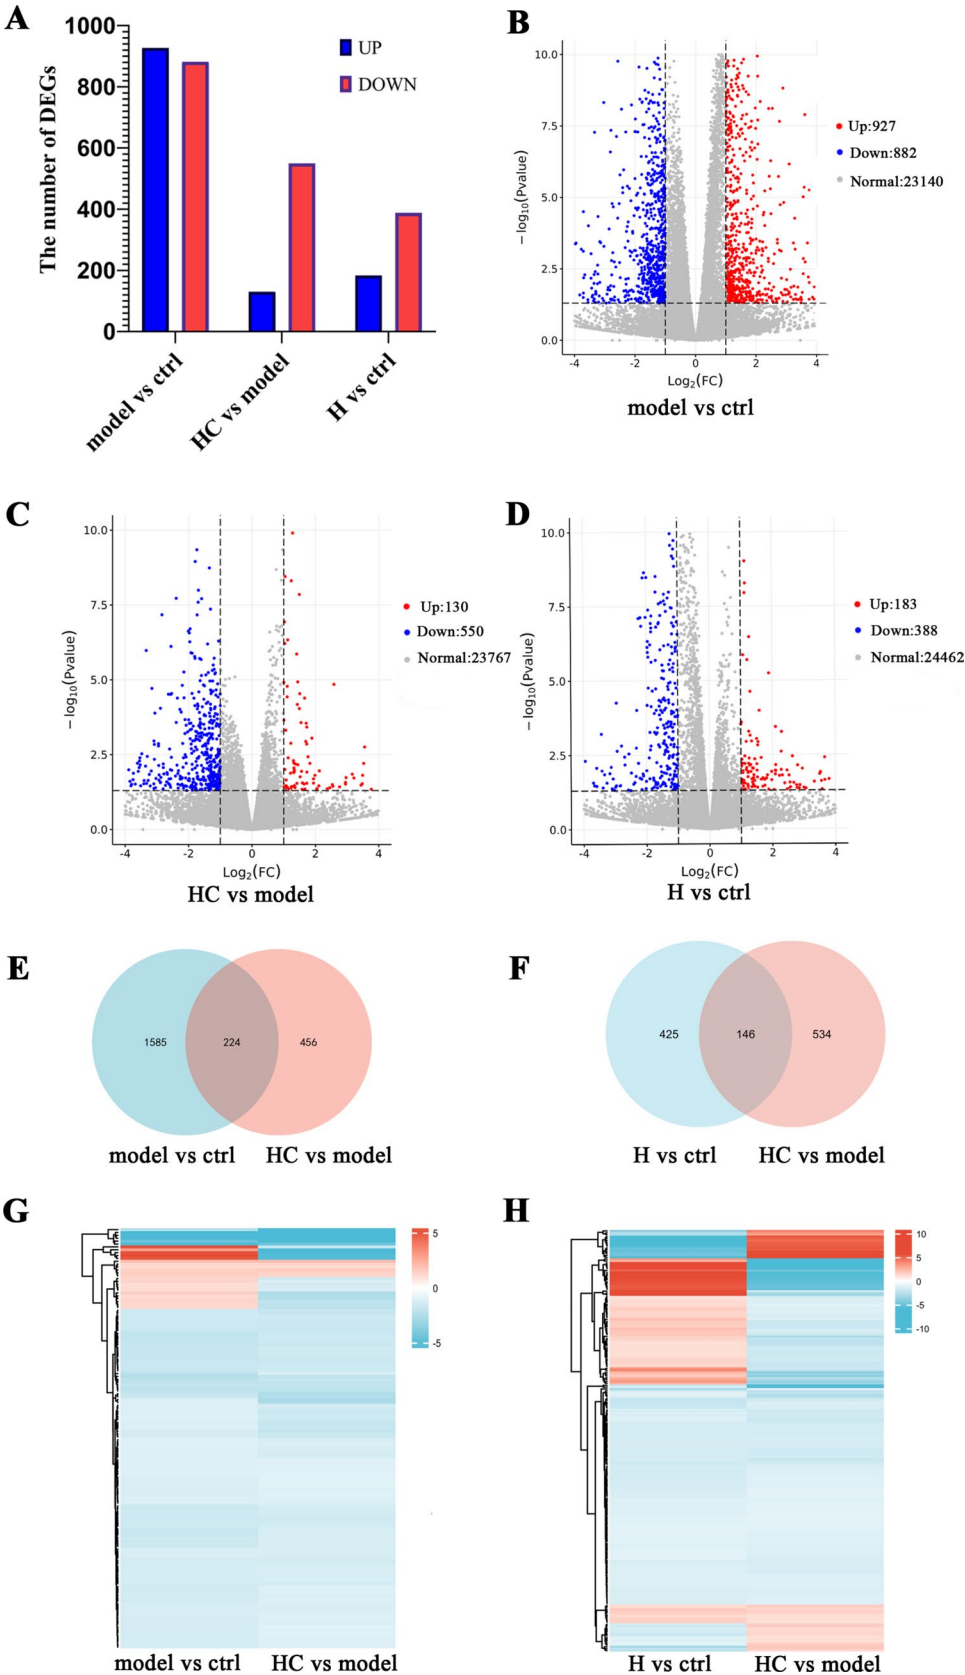 A
The number of DEGs
1000
800
600
400
200
0
UP
DOWN
model vs ctrl
HC vs model
H vs ctrl
B
−log10(Pvalue)
10.0
7.5
5.0
2.5
0.0
-4 -2 0 2 4
Log2(FC)
model vs ctrl
Up:927
Down:882
Normal:23140
C
−log10(Pvalue)
10.0
7.5
5.0
2.5
0.0
-4 -2 0 2 4
Log2(FC)
HC vs model
Up:130
Down:550
Normal:23767
D
−log10(Pvalue)
10.0
7.5
5.0
2.5
0.0
-4 -2 0 2 4
Log2(FC)
H vs ctrl
Up:183
Down:388
Normal:24462
E
1585 224 456
model vs ctrl HC vs model
F
425 146 534
H vs ctrl HC vs model
G
5
0
-5
model vs ctrl HC vs model
H
10
5
0
-5
-10
H vs ctrl HC vs model